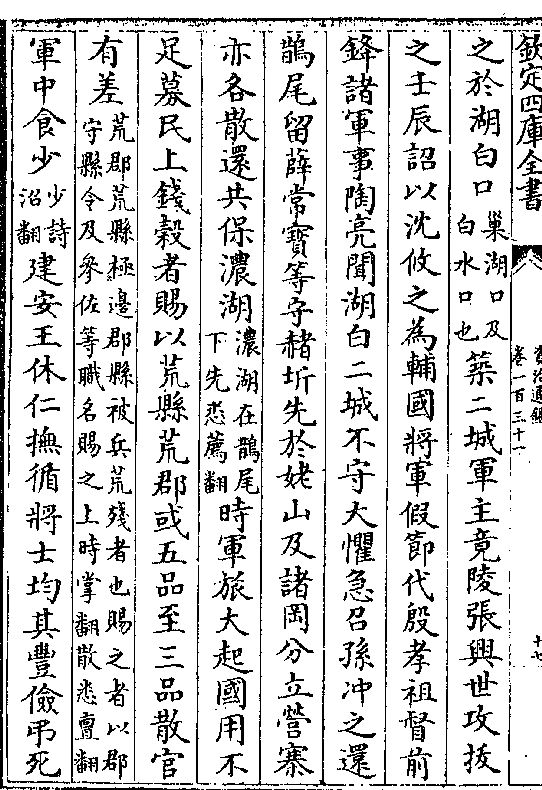 欽定四庫全書
資治通鑑
卷一百三十一
之於湖白口巢湖口及白水口也築二城軍主竟陵張興世攻拔
之壬辰詔以沈攸之為輔國將軍假節代殷孝祖督前
鋒諸軍事陶亮聞湖白二城不守大懼急召孫冲之還
鵲尾留薛常寶等守赭圻先於姥山及諸岡分立營寨
亦各散還共保濃湖濃湖在鵲尾下先悉薦翻時軍旅大起國用不
足募民上錢穀者賜以荒縣荒郡或五品至三品散官
有差荒郡荒縣極邊郡縣被兵荒殘者也賜之者以郡守縣令及參佐等職名賜之上時掌翻散悉亶翻
軍中食少少詩沼翻建安王休仁撫循將士均其豐儉弔死